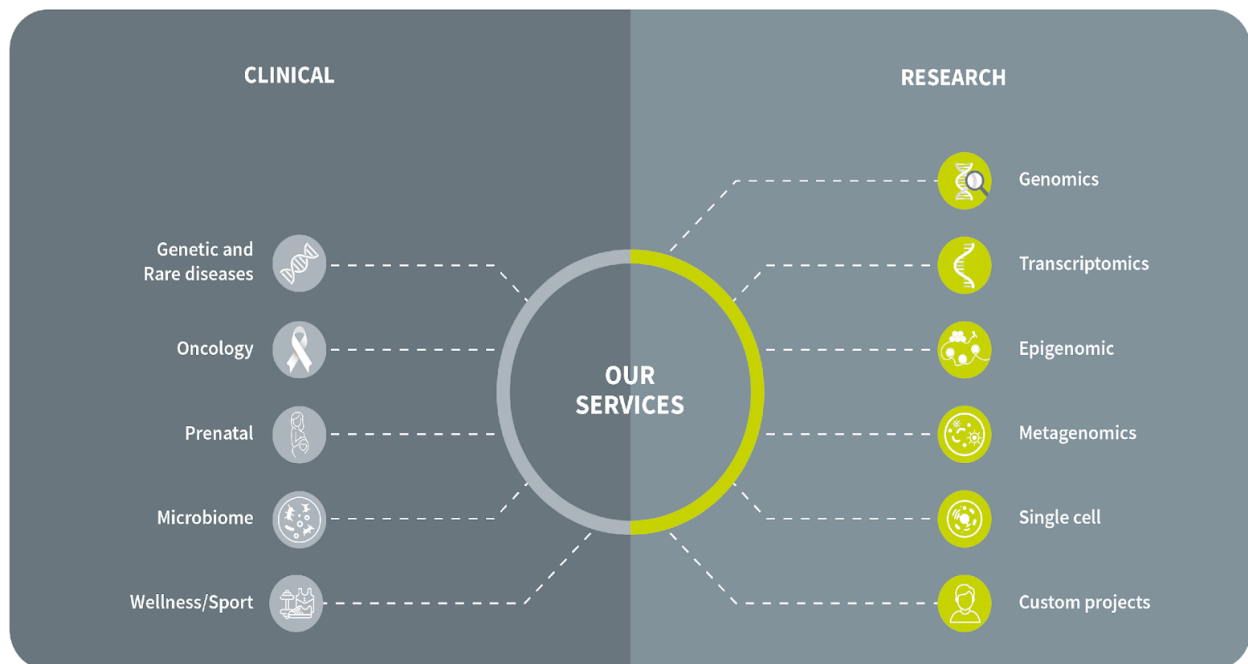 CLINICAL
Genetic and
Rare diseases
Oncology
Prenatal
Microbiome
Wellness/Sport
OUR
SERVICES
RESEARCH
Genomics
Transcriptomics
Epigenomic
Metagenomics
Single cell
Custom projects